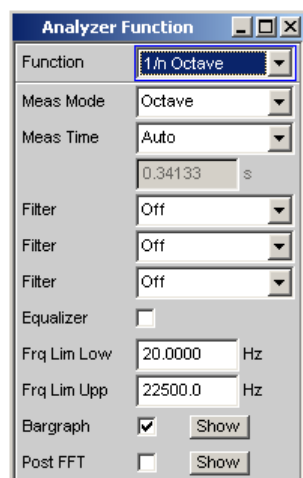 Analyzer Function
Function 1/n Octave
Meas Mode Octave
Meas Time Auto
0.34133 s
Filter Off
Filter Off
Filter Off
Equalizer
Frq Lim Low 20.0000 Hz
Frq Lim Upp 22500.0 Hz
Bargraph Show
Post FFT Show